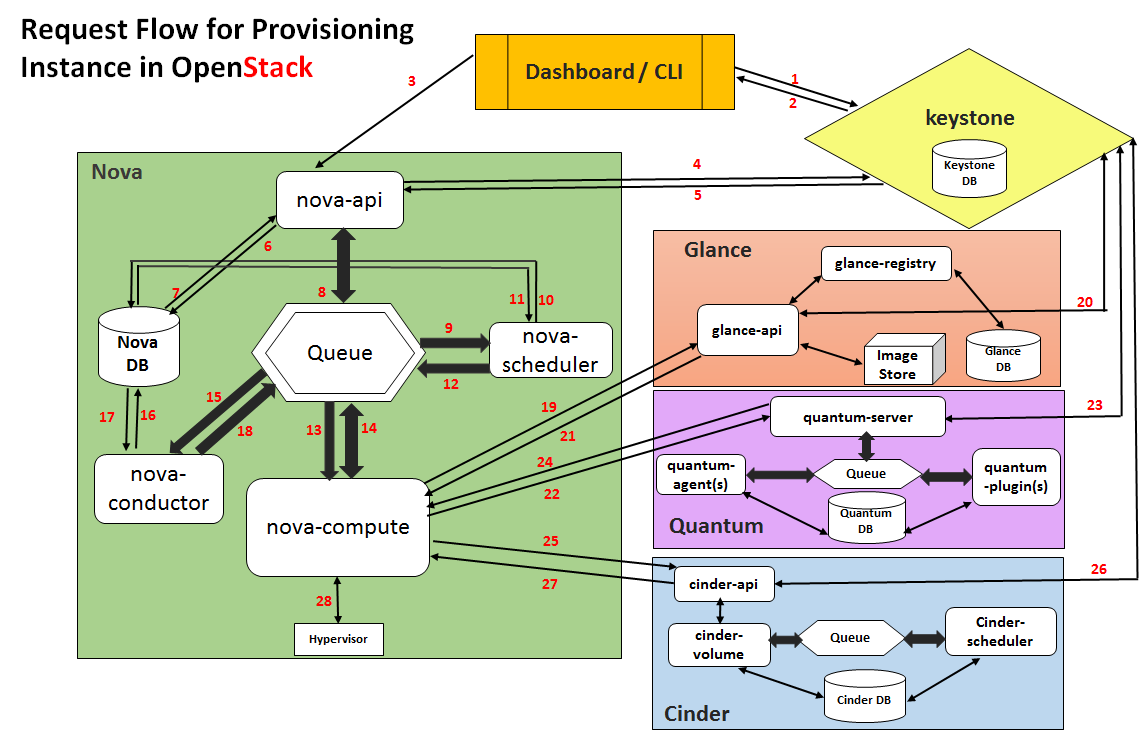 Request Flow for Provisioning
Instance in OpenStack
Dashboard / CLI
1
2
3
keystone
Keystone
DB
Nova
nova-api
4
5
6
7
8
Queue
9
10
11
12
nova-
scheduler
Nova
DB
13
14
15
16
17
18
nova-
conductor
nova-compute
19
21
24
22
25
27
28
Hypervisor
Glance
glance-registry
glance-api
Image
Store
Glance
DB
20
quantum-server
23
quantum-
agent(s)
Queue
quantum
-plugin(s)
Quantum
DB
Quantum
cinder-api
26
cinder-
volume
Queue
Cinder-
scheduler
Cinder DB
Cinder